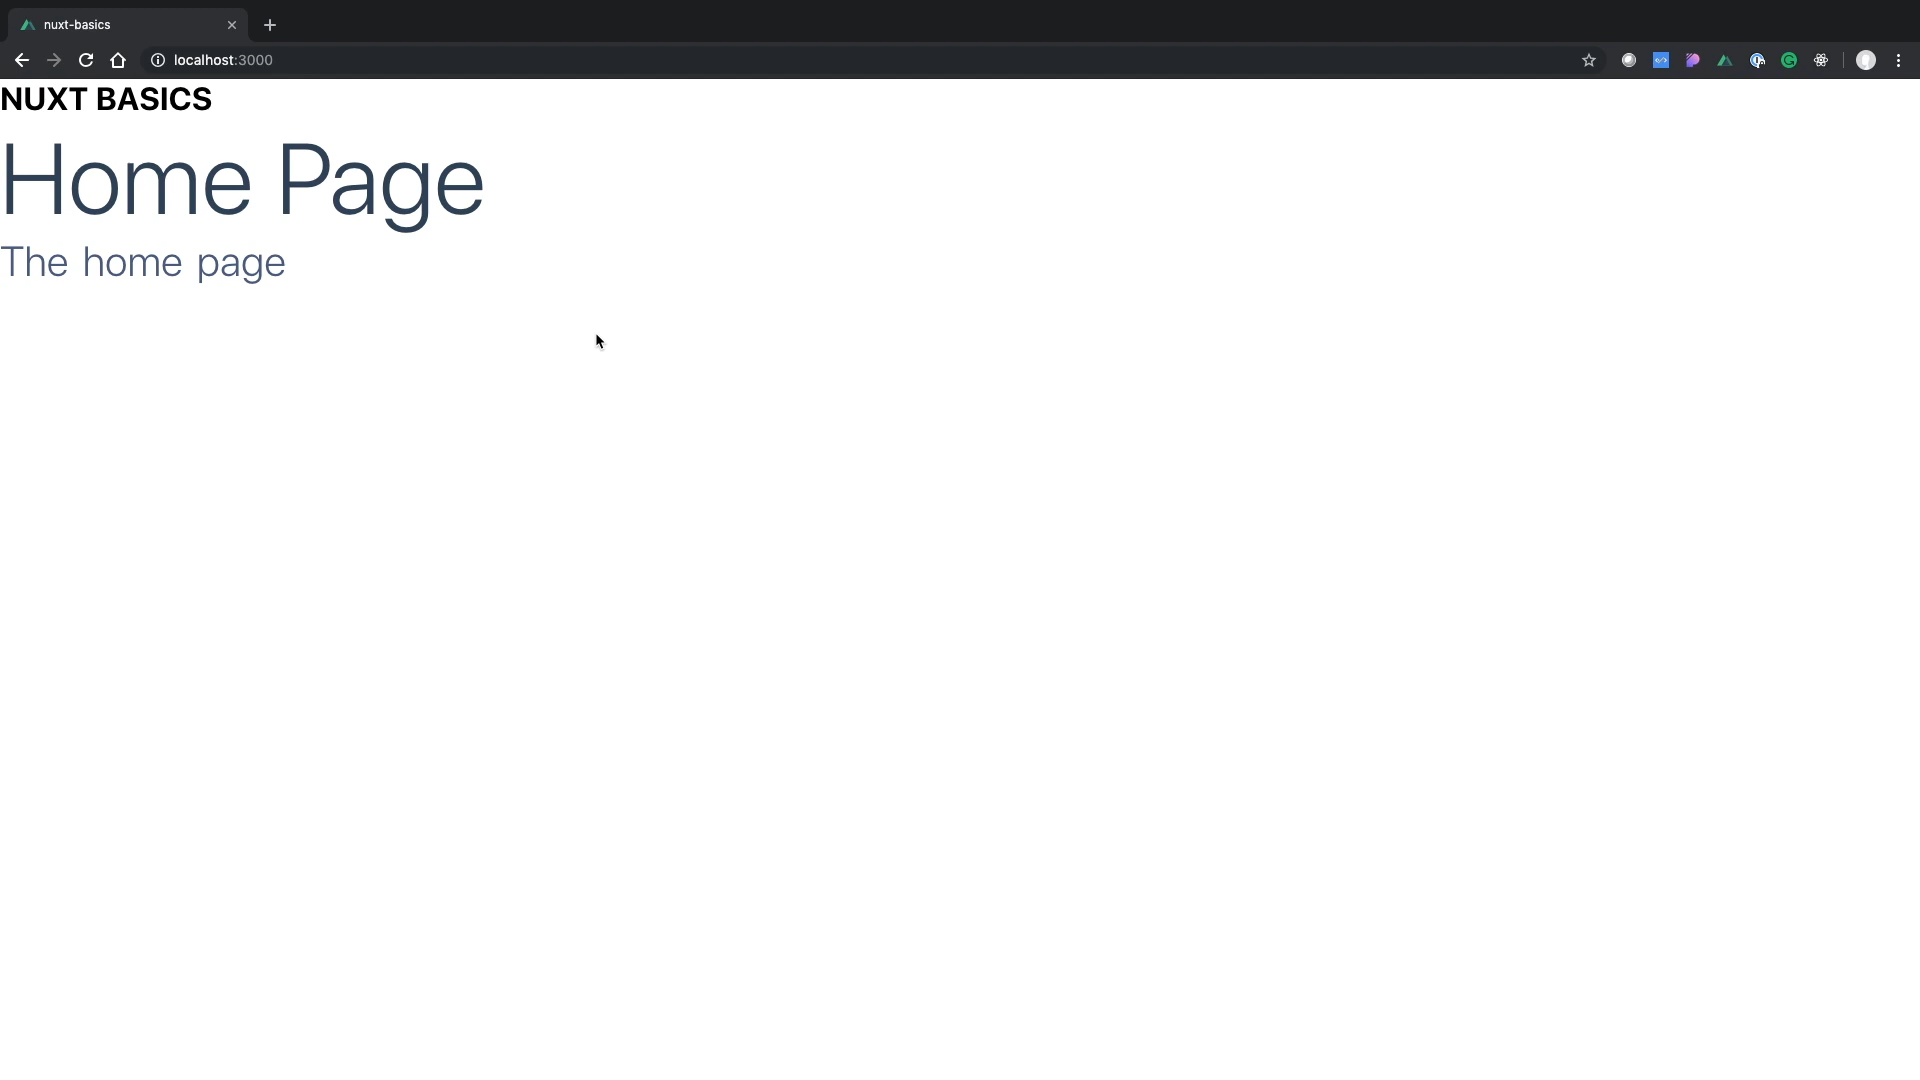 nuxt-basics
localhost:3000
NUXT BASICS
Home Page
The home page